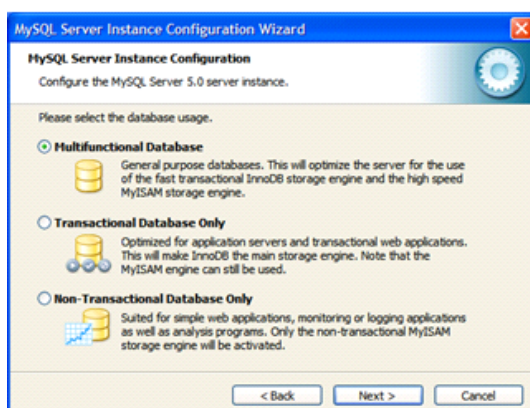 MySQL Server Instance Configuration Wizard
MySQL Server Instance Configuration
Configure the MySQL Server 5.0 server instance.
Please select the database usage.
Multifunctional Database
General purpose databases. This will optimize the server for the use
of the fast transactional InnoDB storage engine and the high speed
MyISAM storage engine.
Transactional Database Only
Optimized for application servers and transactional web applications.
This will make InnoDB the main storage engine. Note that the
MyISAM engine can still be used.
Non-Transactional Database Only
Suited for simple web applications, monitoring or logging applications
as well as analysis programs. Only the non-transactional MyISAM
storage engine will be activated.
< Back
Next >
Cancel